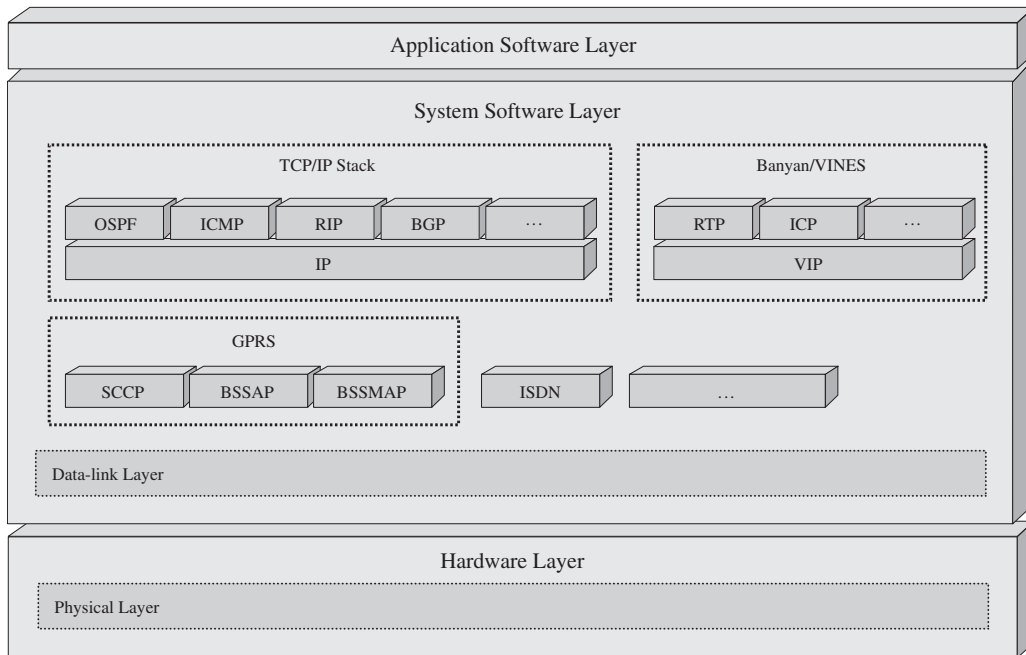 Application Software Layer
System Software Layer
TCP/IP Stack
OSPF
ICMP
RIP
BGP
…
IP
Banyan/VINES
RTP
ICP
…
VIP
GPRS
SCCP
BSSAP
BSSMAP
ISDN
…
Data-link Layer
Hardware Layer
Physical Layer